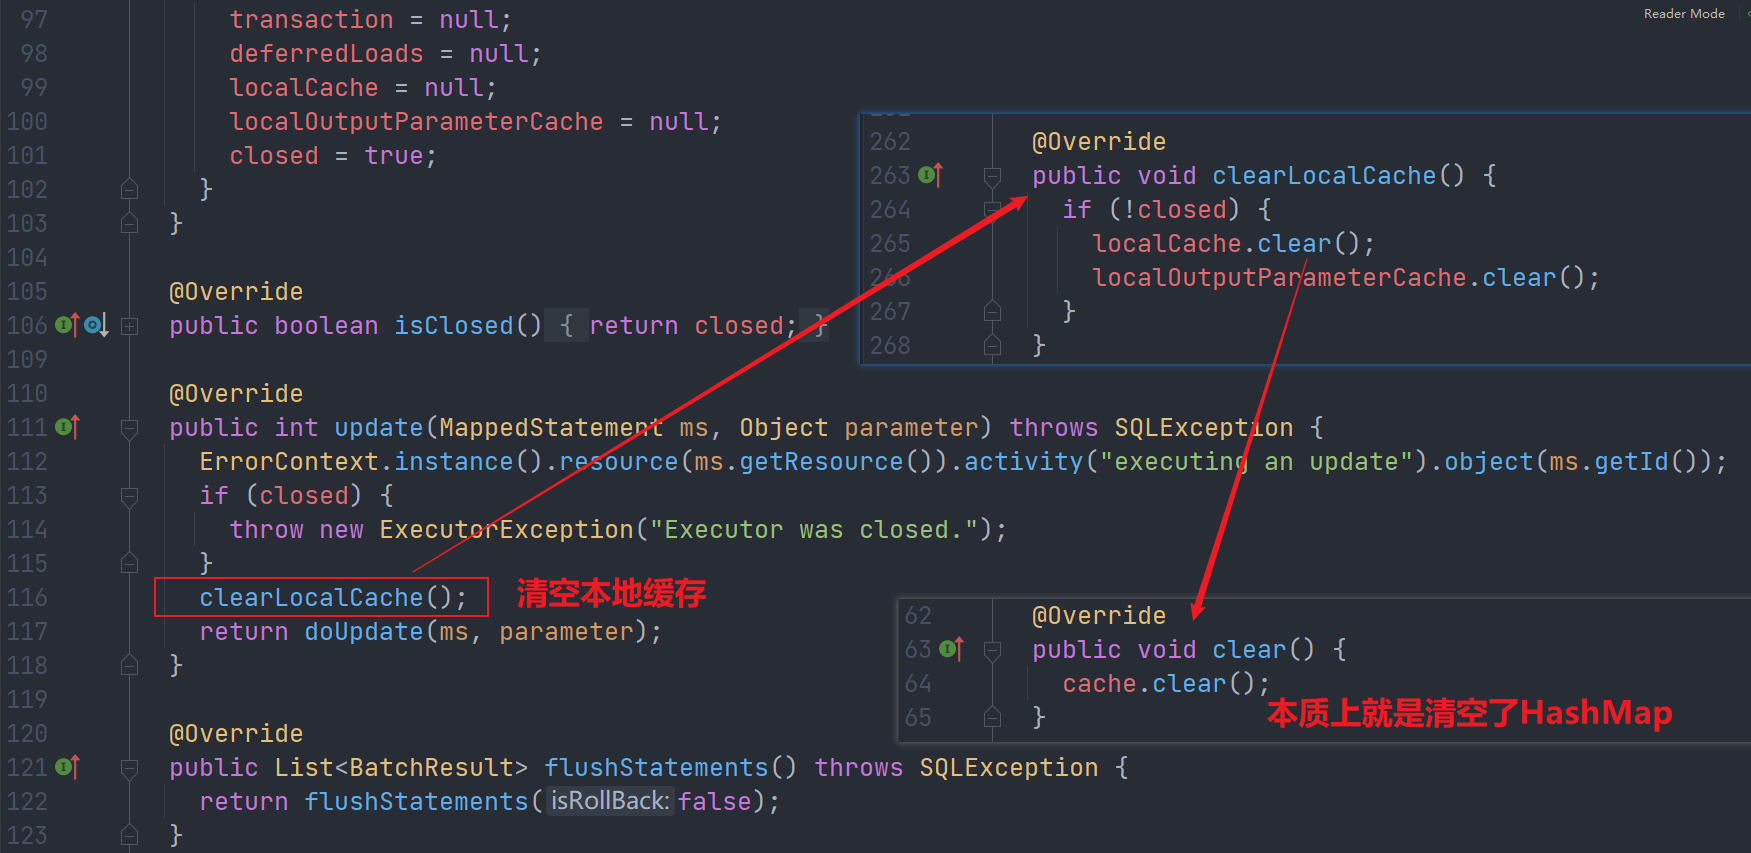 Reader Mode
97 transaction = null;
98 deferredLoads = null;
99 localCache = null;
100 localOutputParameterCache = null;
101 closed = true;
102 }
103 }
104
105 @Override
106 public boolean isClosed() { return closed; }
109
110 @Override
111 public int update(MappedStatement ms, Object parameter) throws SQLException {
112 ErrorContext.instance().resource(ms.getResource()).activity("executing an update").object(ms.getId());
113 if (closed) {
114 throw new ExecutorException("Executor was closed.");
115 }
116 clearLocalCache(); 清空本地缓存
117 return doUpdate(ms, parameter);
118 }
119
120 @Override
121 public List<BatchResult> flushStatements() throws SQLException {
122 return flushStatements(isRollBack: false);
123 }
262 @Override
263 public void clearLocalCache() {
264 if (!closed) {
265 localCache.clear();
266 localOutputParameterCache.clear();
267 }
268 }
62 @Override
63 public void clear() {
64 cache.clear();
65 }
本质上就是清空了HashMap